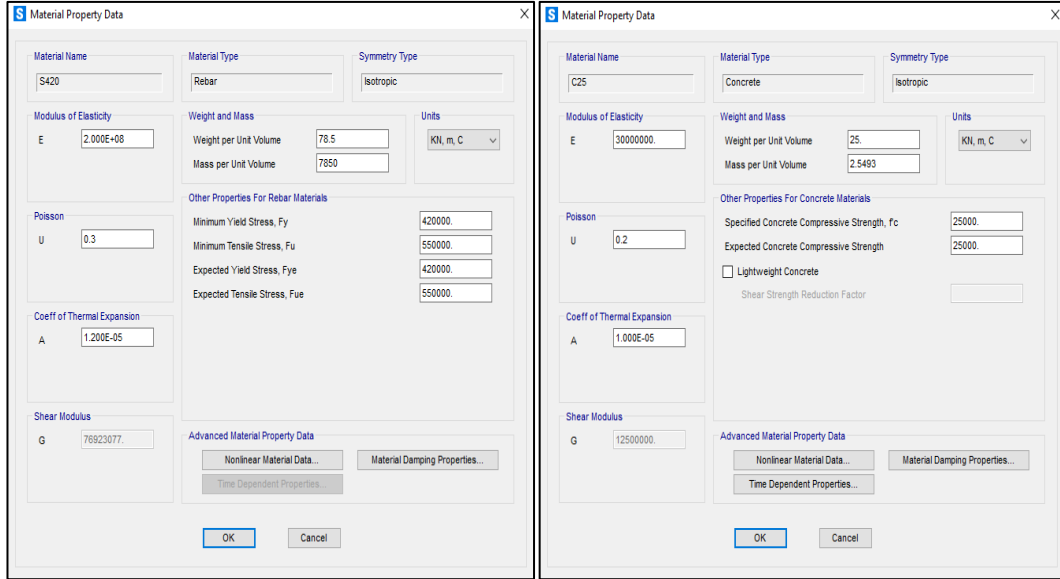 S Material Property Data X
Material Name
S420
Material Type
Rebar
Symmetry Type
Isotropic
Modulus of Elasticity
E 2.000E+08
Weight and Mass
Weight per Unit Volume 78.5
Mass per Unit Volume 7850
Units
KN, m, C
Poisson
U 0.3
Other Properties For Rebar Materials
Minimum Yield Stress, Fy 420000.
Minimum Tensile Stress, Fu 550000.
Expected Yield Stress, Fye 420000.
Expected Tensile Stress, Fue 550000.
Coeff of Thermal Expansion
A 1.200E-05
Shear Modulus
G 76923077.
Advanced Material Property Data
Nonlinear Material Data... Material Damping Properties...
Time Dependent Properties...
OK Cancel
S Material Property Data X
Material Name
C25
Material Type
Concrete
Symmetry Type
Isotropic
Modulus of Elasticity
E 30000000.
Weight and Mass
Weight per Unit Volume 25.
Mass per Unit Volume 2.5493
Units
KN, m, C
Poisson
U 0.2
Other Properties For Concrete Materials
Specified Concrete Compressive Strength, f'c 25000.
Expected Concrete Compressive Strength 25000.
Lightweight Concrete
Shear Strength Reduction Factor
Coeff of Thermal Expansion
A 1.000E-05
Shear Modulus
G 12500000.
Advanced Material Property Data
Nonlinear Material Data... Material Damping Properties...
Time Dependent Properties...
OK Cancel